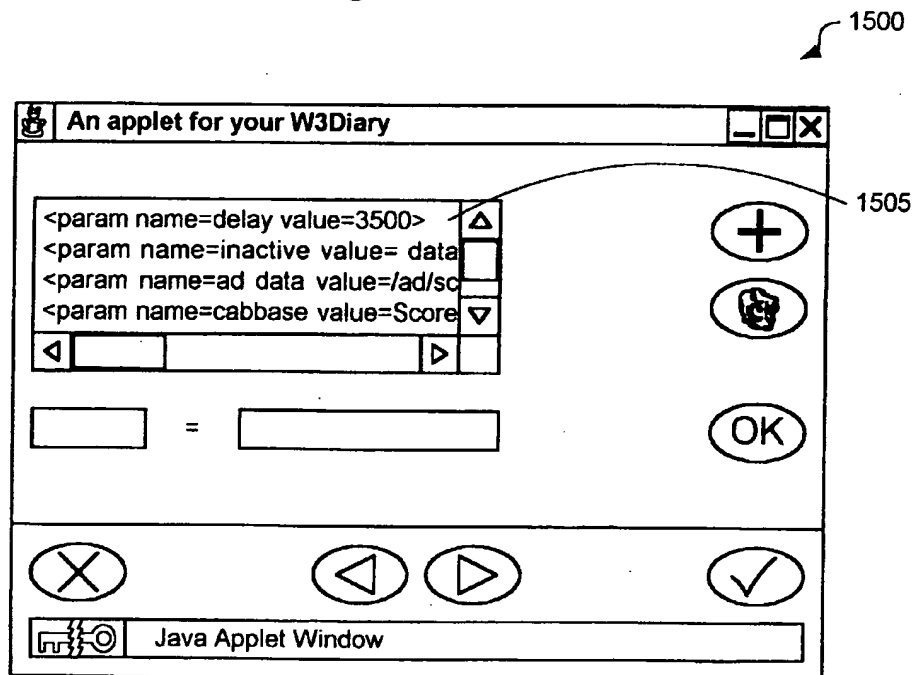 1500
An applet for your W3Diary
<param name=delay value=3500>
1505
<param name=inactive value= data
<param name=ad data value=/ad/sc
<param name=cabbase value=Score
=
OK
Java Applet Window